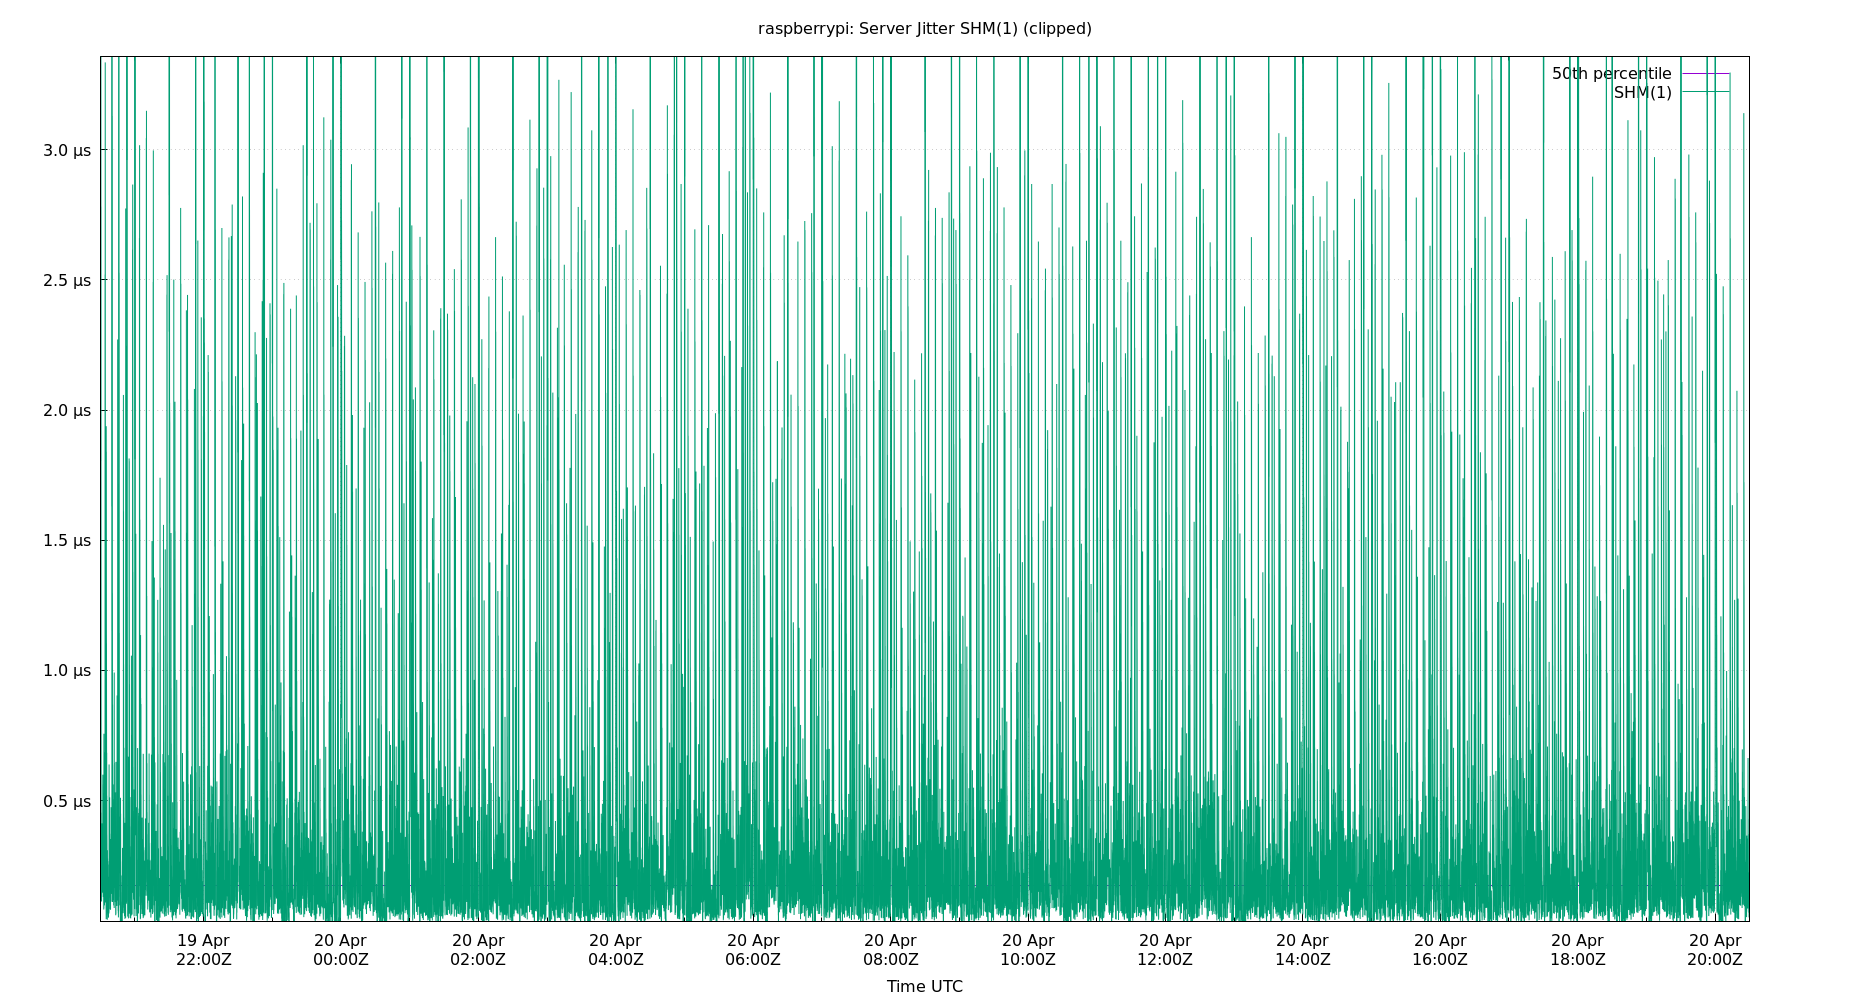 raspberrypi: Server Jitter SHM(1) (clipped)
50th percentile
SHM(1)
3.0 µs
2.5 µs
2.0 µs
1.5 µs
1.0 µs
0.5 µs
19 Apr 20 Apr 20 Apr 20 Apr 20 Apr 20 Apr 20 Apr 20 Apr 20 Apr 20 Apr 20 Apr 20 Apr
22:00Z 00:00Z 02:00Z 04:00Z 06:00Z 08:00Z 10:00Z 12:00Z 14:00Z 16:00Z 18:00Z 20:00Z
Time UTC